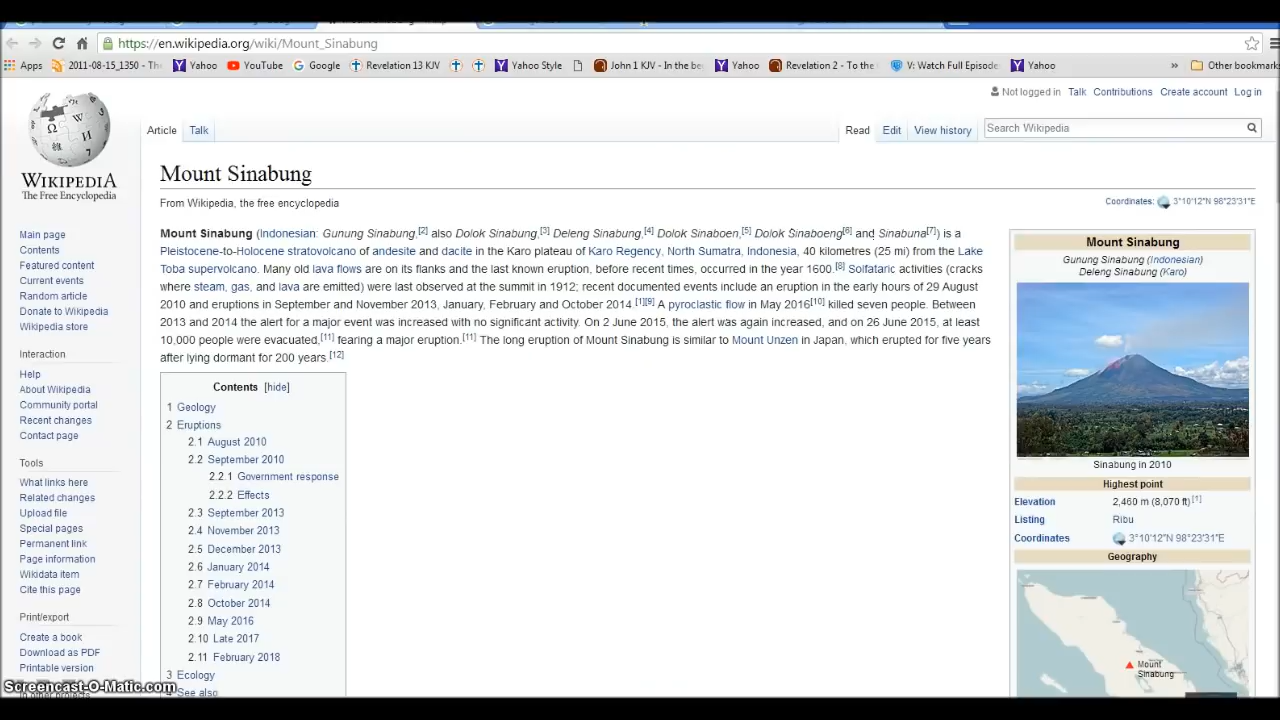 https://en.wikipedia.org/wiki/Mount_Sinabung
Apps 2011-08-15_1350 - Th Yahoo YouTube Google Revelation 13 KJV Yahoo Style John 1 KJV - In the be Yahoo Revelation 2 - To the V: Watch Full Episode Yahoo » Other bookmarks
Not logged in Talk Contributions Create account Log in
Article Talk Read Edit View history Search Wikipedia
WIKIPEDIA
The Free Encyclopedia
Main page
Contents
Featured content
Current events
Random article
Donate to Wikipedia
Wikipedia store
Interaction
Help
About Wikipedia
Community portal
Recent changes
Contact page
Tools
What links here
Related changes
Upload file
Special pages
Permanent link
Page information
Wikidata item
Cite this page
Print/export
Create a book
Download as PDF
Printable version
Mount Sinabung
From Wikipedia, the free encyclopedia
Coordinates: 3°10′12″N 98°23′31″E
Mount Sinabung (Indonesian: Gunung Sinabung,[2] also Dolok Sinabung,[3] Deleng Sinabung,[4] Dolok Sinaboen,[5] Dolok Sinaboeng[6] and Sinabuna[7]) is a
Pleistocene-to-Holocene stratovolcano of andesite and dacite in the Karo plateau of Karo Regency, North Sumatra, Indonesia, 40 kilometres (25 mi) from the Lake
Toba supervolcano. Many old lava flows are on its flanks and the last known eruption, before recent times, occurred in the year 1600.[8] Solfataric activities (cracks
where steam, gas, and lava are emitted) were last observed at the summit in 1912; recent documented events include an eruption in the early hours of 29 August
2010 and eruptions in September and November 2013, January, February and October 2014.[1][9] A pyroclastic flow in May 2016[10] killed seven people. Between
2013 and 2014 the alert for a major event was increased with no significant activity. On 2 June 2015, the alert was again increased, and on 26 June 2015, at least
10,000 people were evacuated,[11] fearing a major eruption.[11] The long eruption of Mount Sinabung is similar to Mount Unzen in Japan, which erupted for five years
after lying dormant for 200 years.[12]
Contents [hide]
1 Geology
2 Eruptions
2.1 August 2010
2.2 September 2010
2.2.1 Government response
2.2.2 Effects
2.3 September 2013
2.4 November 2013
2.5 December 2013
2.6 January 2014
2.7 February 2014
2.8 October 2014
2.9 May 2016
2.10 Late 2017
2.11 February 2018
3 Ecology
See also
Mount Sinabung
Gunung Sinabung (Indonesian)
Deleng Sinabung (Karo)
Sinabung in 2010
Highest point
Elevation 2,460 m (8,070 ft)[1]
Listing Ribu
Coordinates 3°10′12″N 98°23′31″E
Geography
Mount
Sinabung
Screencast-O-Matic.com